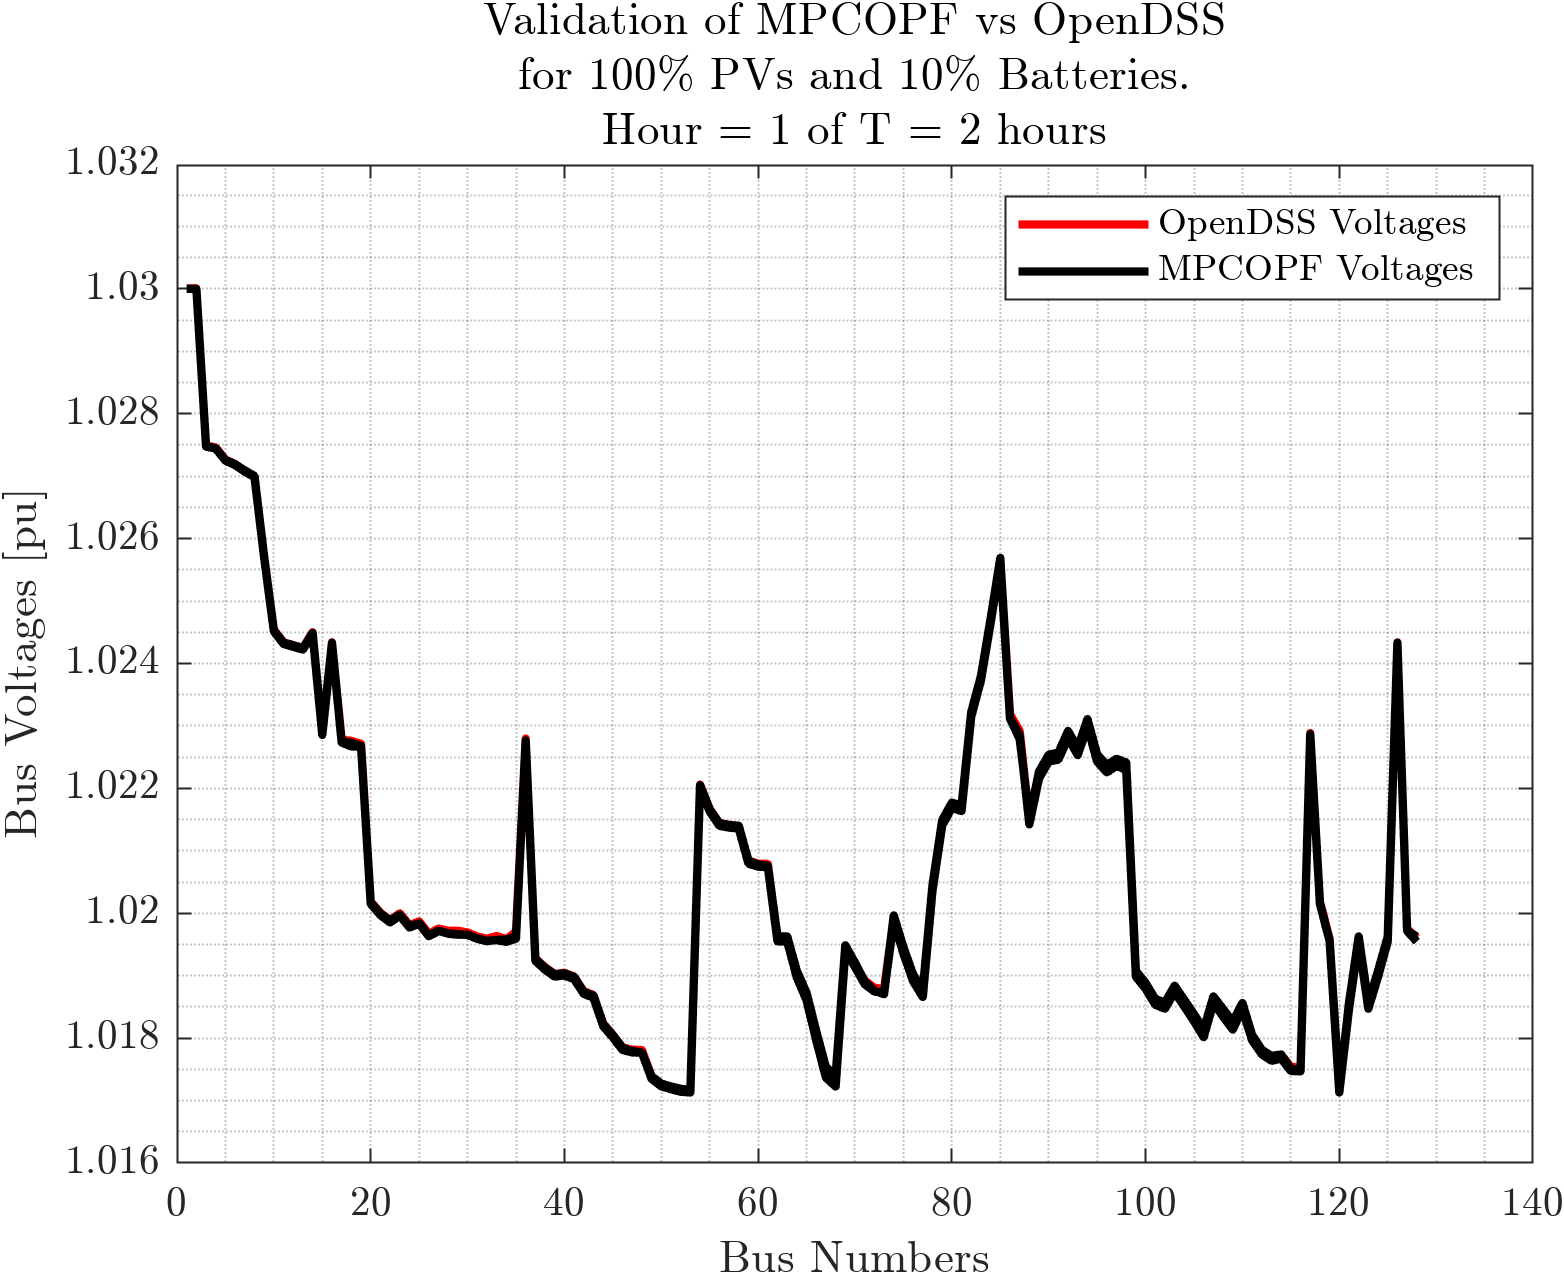 Validation of MPCOPF vs OpenDSS
for 100% PVs and 10% Batteries.
Hour = 1 of T = 2 hours
1.032
1.03
1.028
1.026
1.024
1.022
1.02
1.018
1.016
Bus Voltages [pu]
OpenDSS Voltages
MPCOPF Voltages
0 20 40 60 80 100 120 140
Bus Numbers